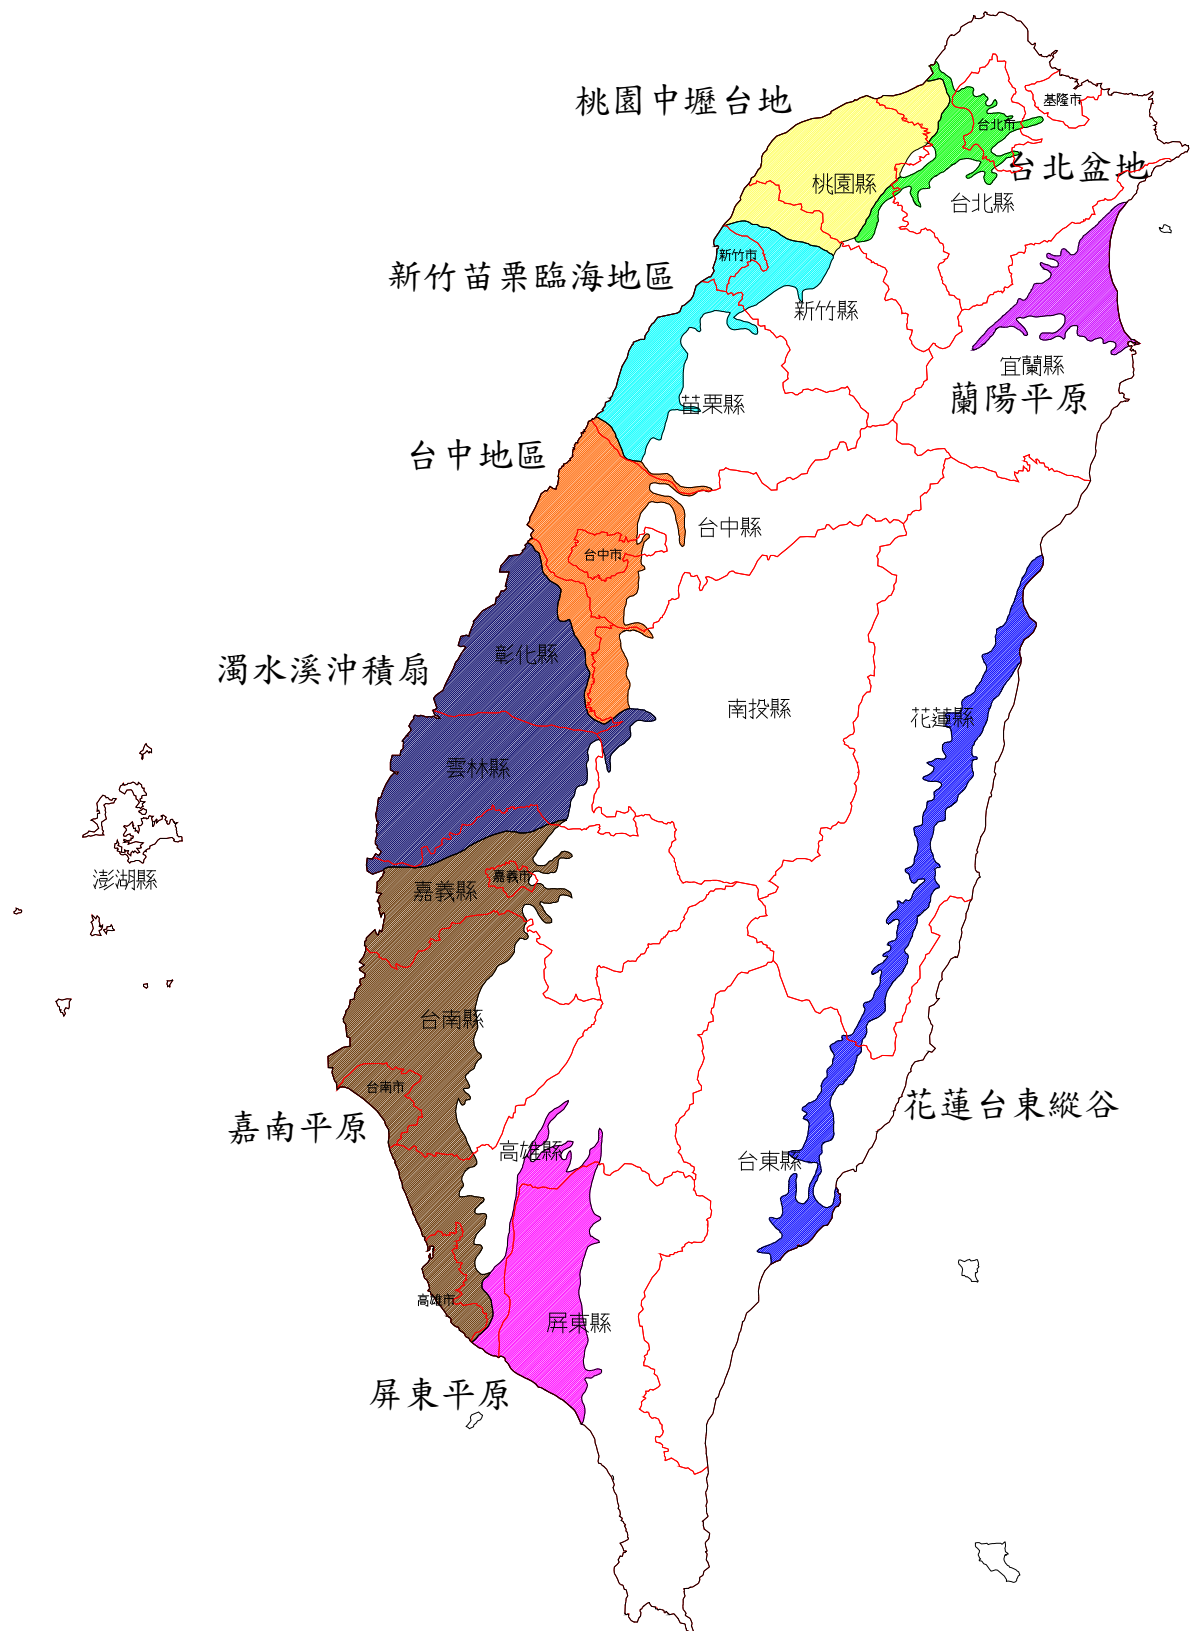 桃園中壢台地
基隆市
台北市
台北盆地
桃園縣
台北縣
新竹市
新竹苗栗臨海地區
新竹縣
宜蘭縣
蘭陽平原
苗栗縣
台中地區
台中縣
台中市
彰化縣
濁水溪沖積扇
南投縣
花蓮縣
雲林縣
澎湖縣
嘉義市
嘉義縣
台南縣
台南市
花蓮台東縱谷
嘉南平原
高雄縣
台東縣
高雄市
屏東縣
屏東平原